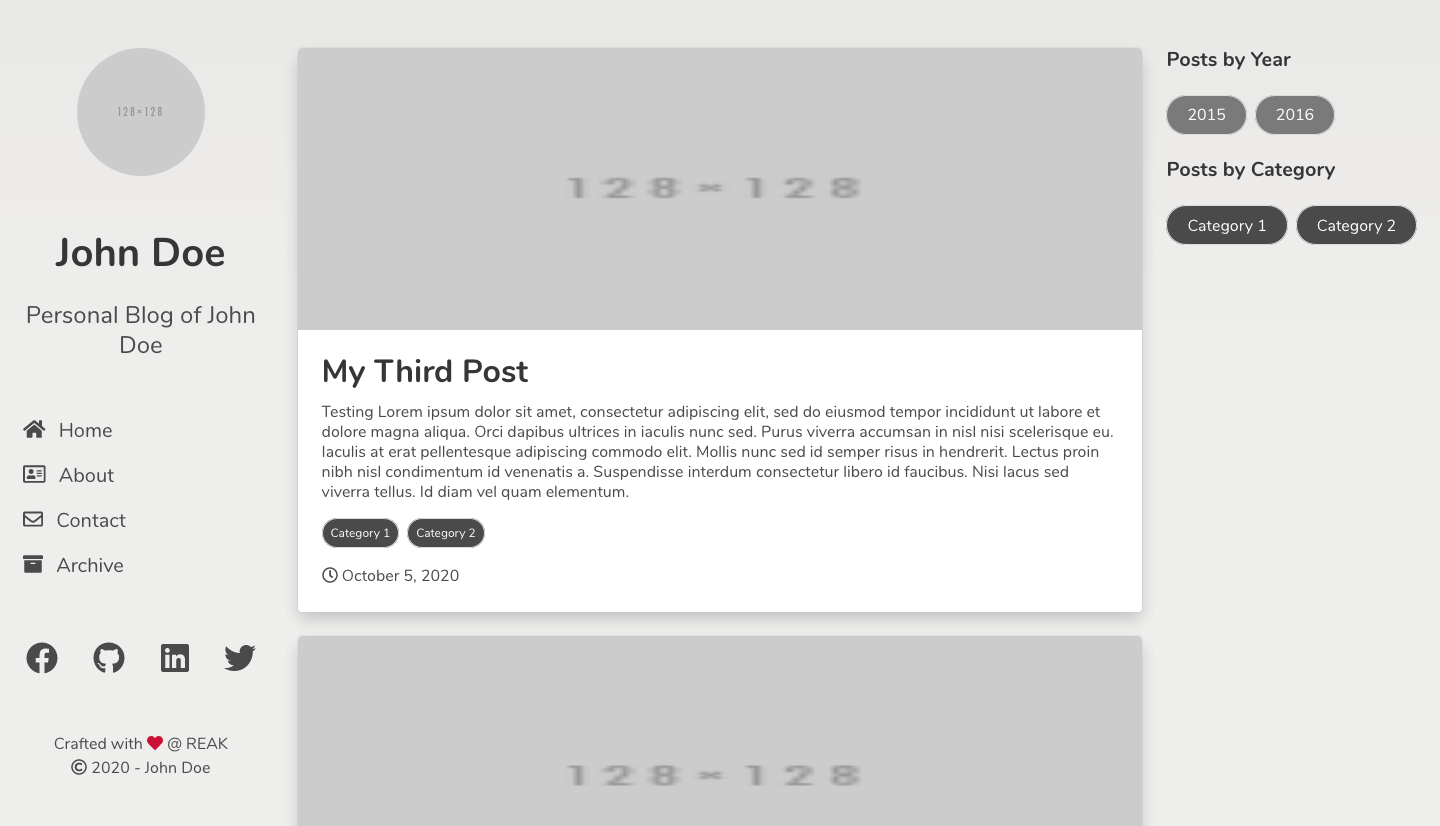 128×128
John Doe
Personal Blog of John
Doe
Home
About
Contact
Archive
Crafted with @ REAK
© 2020 - John Doe
128×128
My Third Post
Testing Lorem ipsum dolor sit amet, consectetur adipiscing elit, sed do eiusmod tempor incididunt ut labore et
dolore magna aliqua. Orci dapibus ultrices in iaculis nunc sed. Purus viverra accumsan in nisl nisi scelerisque eu.
Iaculis at erat pellentesque adipiscing commodo elit. Mollis nunc sed id semper risus in hendrerit. Lectus proin
nibh nisl condimentum id venenatis a. Suspendisse interdum consectetur libero id faucibus. Nisi lacus sed
viverra tellus. Id diam vel quam elementum.
Category 1 Category 2
October 5, 2020
128×128
Posts by Year
2015 2016
Posts by Category
Category 1 Category 2